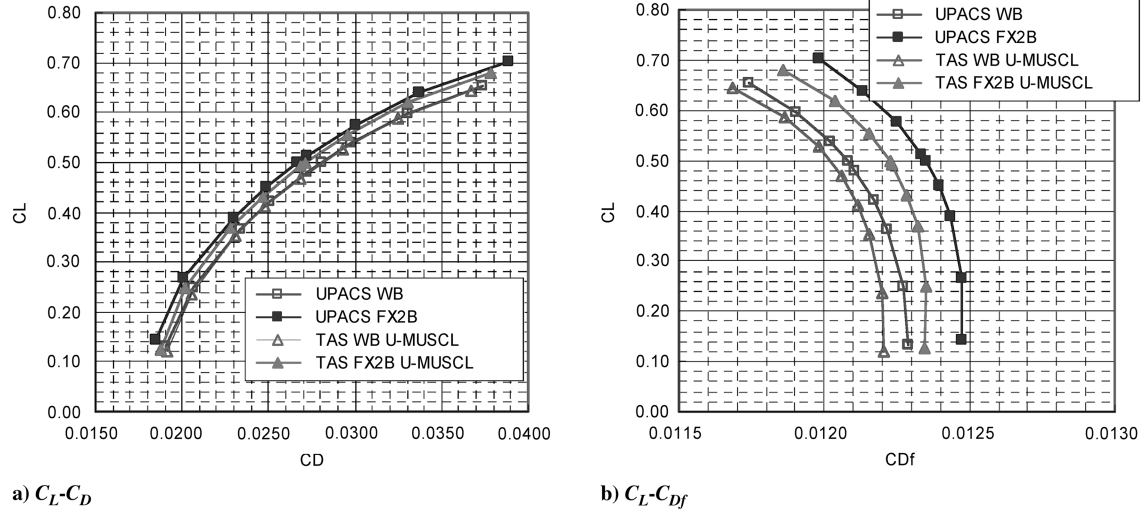 0.80
0.70
0.60
0.50
0.40
0.30
0.20
0.10
0.00
CL
0.0150 0.0200 0.0250 0.0300 0.0350 0.0400
CD
UPACS WB
UPACS FX2B
TAS WB U-MUSCL
TAS FX2B U-MUSCL
a) C_L-C_D
0.80
0.70
0.60
0.50
0.40
0.30
0.20
0.10
0.00
CL
0.0115 0.0120 0.0125 0.0130
CDf
UPACS WB
UPACS FX2B
TAS WB U-MUSCL
TAS FX2B U-MUSCL
b) C_L-C_Df